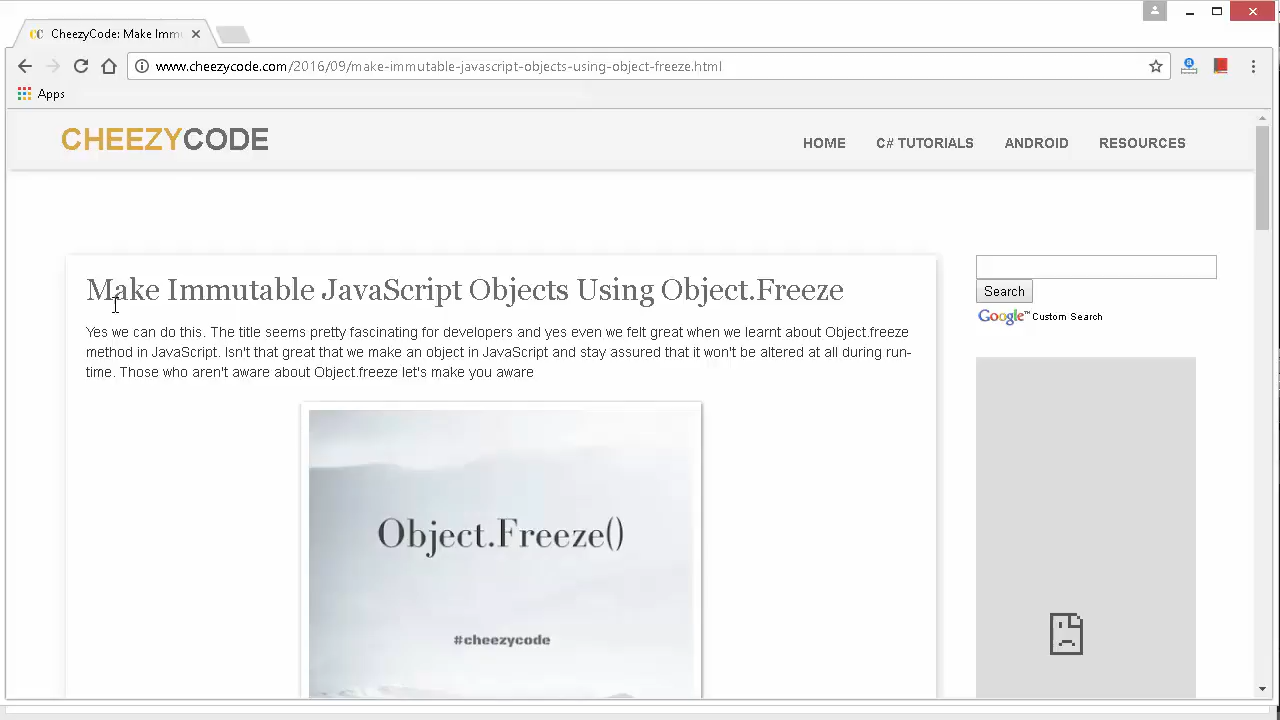 CheezyCode: Make Imm
www.cheezycode.com/2016/09/make-immutable-javascript-objects-using-object-freeze.html
Apps
CHEEZYCODE
HOME C# TUTORIALS ANDROID RESOURCES
Make Immutable JavaScript Objects Using Object.Freeze
Yes we can do this. The title seems pretty fascinating for developers and yes even we felt great when we learnt about Object.freeze
method in JavaScript. Isn't that great that we make an object in JavaScript and stay assured that it won't be altered at all during run-
time. Those who aren't aware about Object.freeze let's make you aware
Object.Freeze()
#cheezycode
Search
Google™ Custom Search